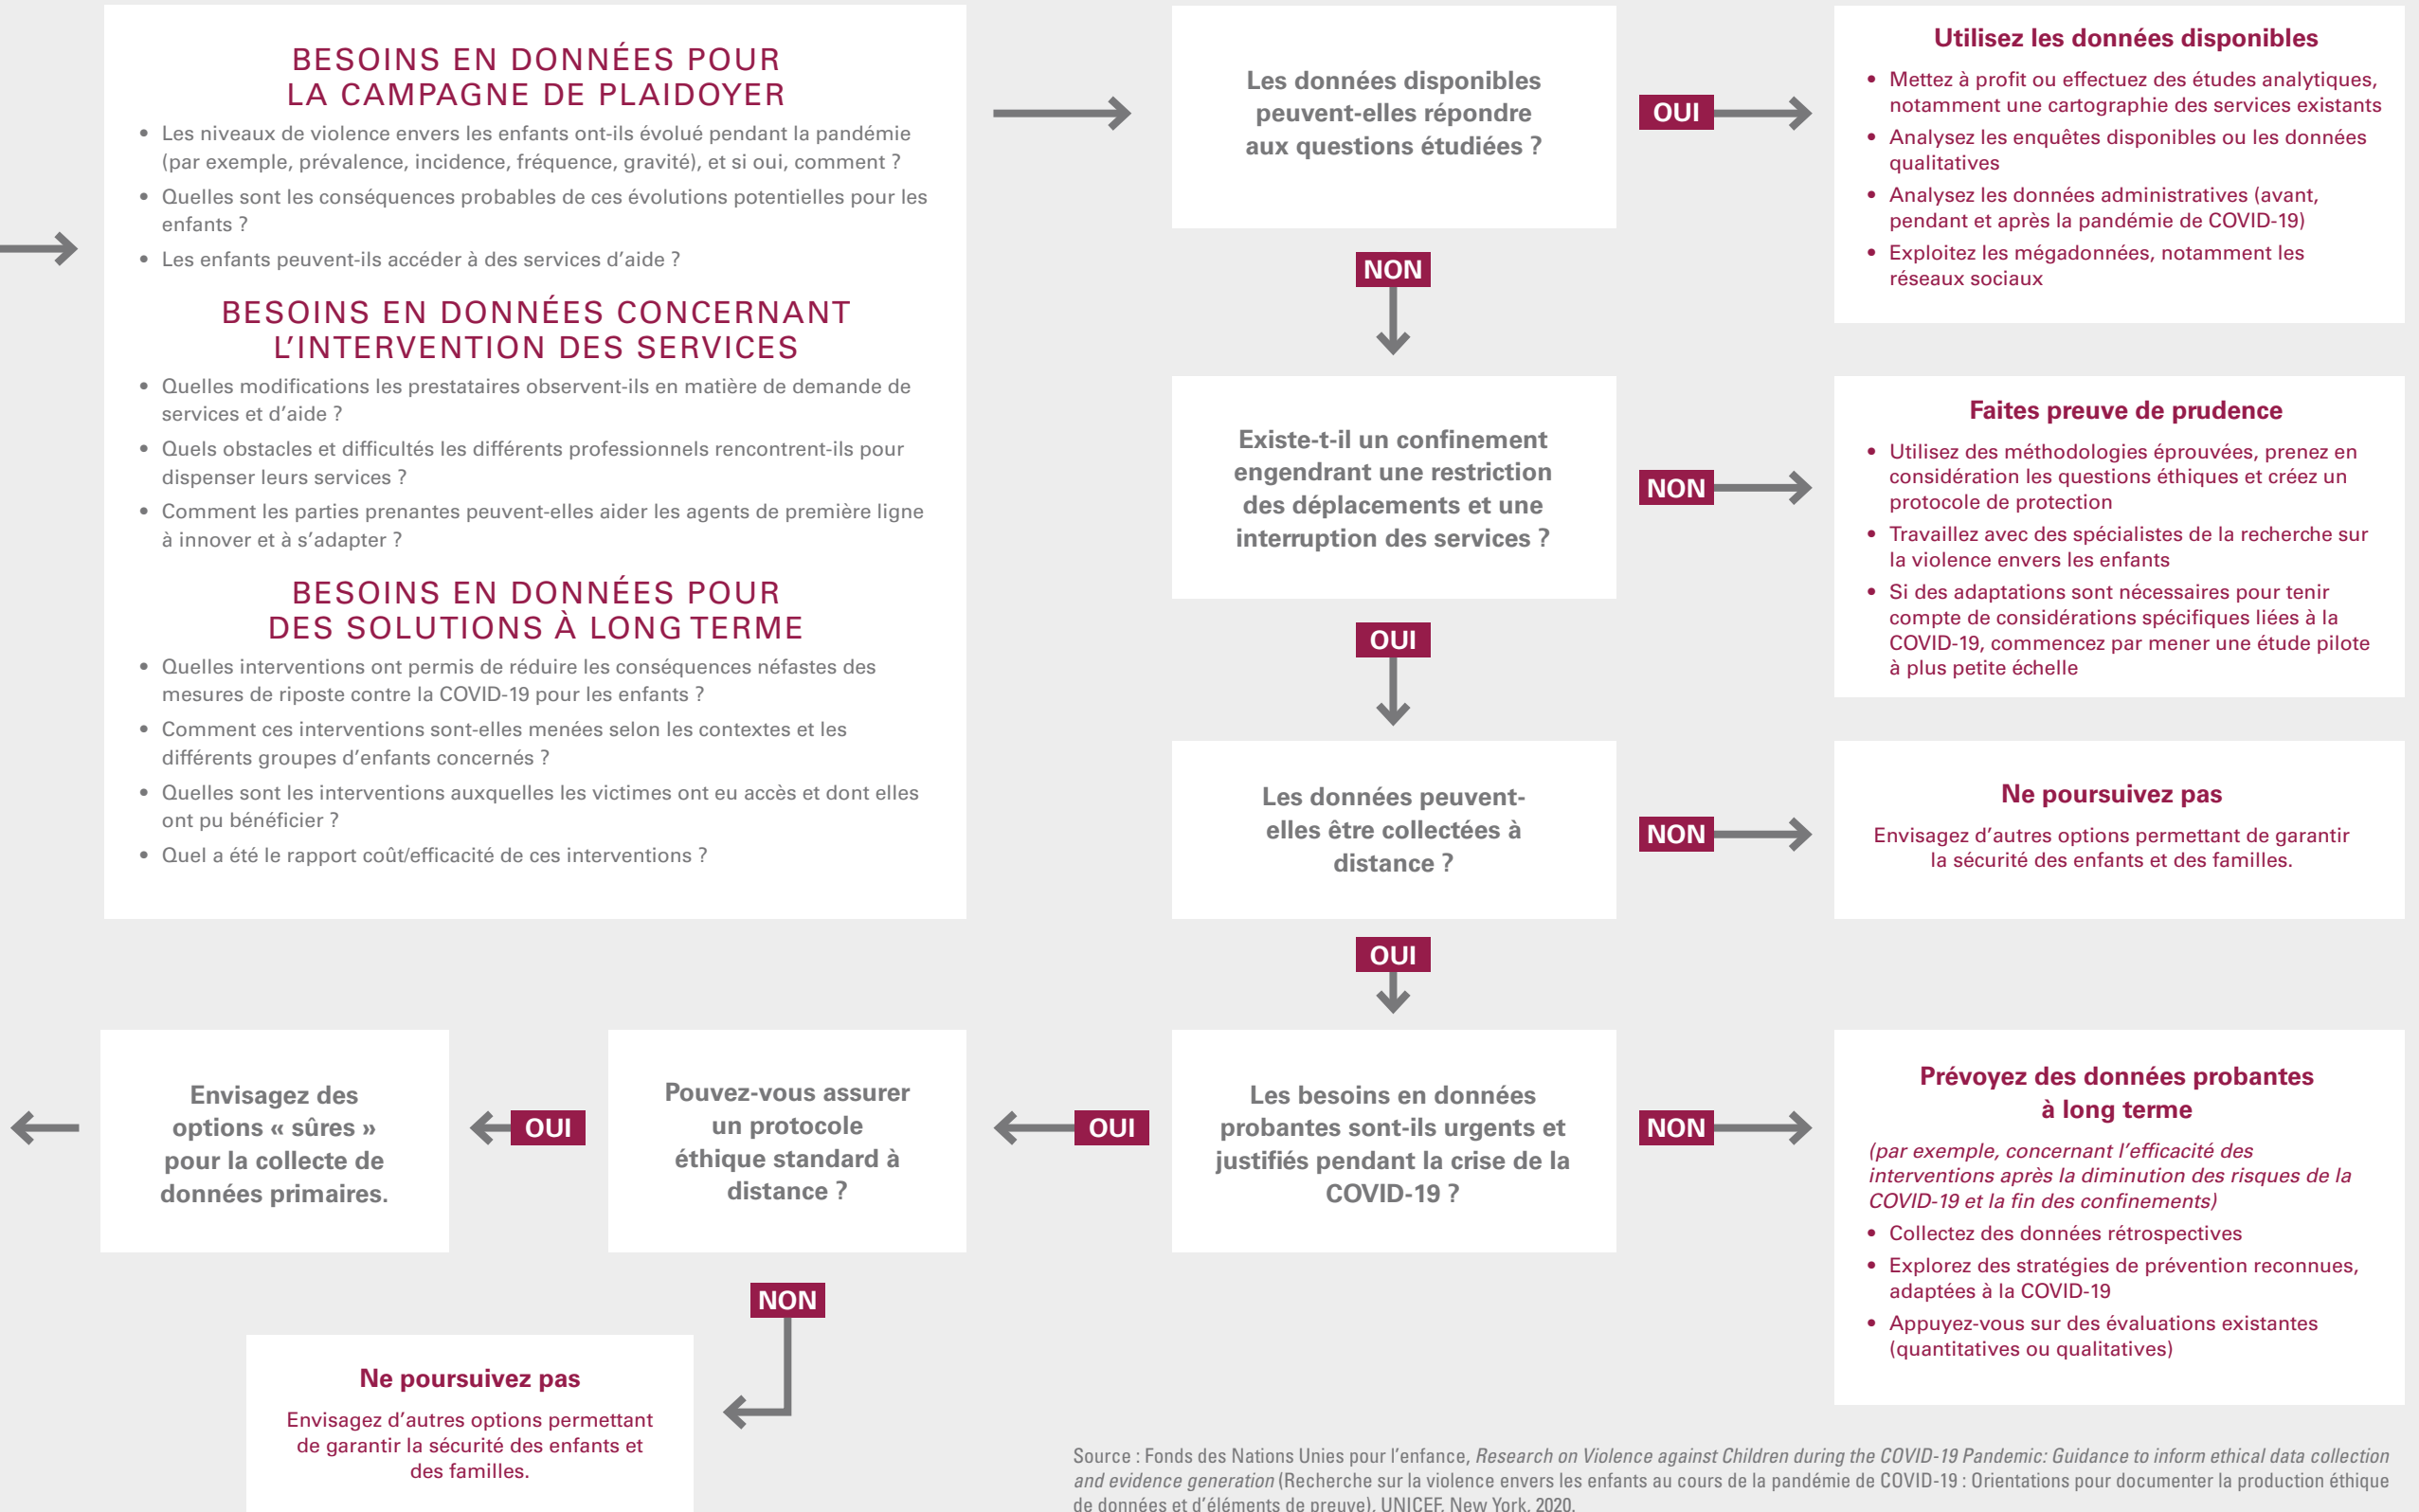 BESOINS EN DONNÉES POUR
LA CAMPAGNE DE PLAIDOYER
• Les niveaux de violence envers les enfants ont-ils évolué pendant la pandémie
(par exemple, prévalence, incidence, fréquence, gravité), et si oui, comment ?
• Quelles sont les conséquences probables de ces évolutions potentielles pour les
enfants ?
• Les enfants peuvent-ils accéder à des services d’aide ?
BESOINS EN DONNÉES CONCERNANT
L’INTERVENTION DES SERVICES
• Quelles modifications les prestataires observent-ils en matière de demande de
services et d’aide ?
• Quels obstacles et difficultés les différents professionnels rencontrent-ils pour
dispenser leurs services ?
• Comment les parties prenantes peuvent-elles aider les agents de première ligne
à innover et à s’adapter ?
BESOINS EN DONNÉES POUR
DES SOLUTIONS À LONG TERME
• Quelles interventions ont permis de réduire les conséquences néfastes des
mesures de riposte contre la COVID-19 pour les enfants ?
• Comment ces interventions sont-elles menées selon les contextes et les
différents groupes d’enfants concernés ?
• Quelles sont les interventions auxquelles les victimes ont eu accès et dont elles
ont pu bénéficier ?
• Quel a été le rapport coût/efficacité de ces interventions ?
Les données disponibles
peuvent-elles répondre
aux questions étudiées ?
OUI
Utilisez les données disponibles
• Mettez à profit ou effectuez des études analytiques,
notamment une cartographie des services existants
• Analysez les enquêtes disponibles ou les données
qualitatives
• Analysez les données administratives (avant,
pendant et après la pandémie de COVID-19)
• Exploitez les mégadonnées, notamment les
réseaux sociaux
NON
Existe-t-il un confinement
engendrant une restriction
des déplacements et une
interruption des services ?
NON
Faites preuve de prudence
• Utilisez des méthodologies éprouvées, prenez en
considération les questions éthiques et créez un
protocole de protection
• Travaillez avec des spécialistes de la recherche sur
la violence envers les enfants
• Si des adaptations sont nécessaires pour tenir
compte de considérations spécifiques liées à la
COVID-19, commencez par mener une étude pilote
à plus petite échelle
OUI
Les données peuvent-
elles être collectées à
distance ?
NON
Ne poursuivez pas
Envisagez d’autres options permettant de garantir
la sécurité des enfants et des familles.
OUI
Les besoins en données
probantes sont-ils urgents et
justifiés pendant la crise de la
COVID-19 ?
NON
Prévoyez des données probantes
à long terme
(par exemple, concernant l’efficacité des
interventions après la diminution des risques de la
COVID-19 et la fin des confinements)
• Collectez des données rétrospectives
• Explorez des stratégies de prévention reconnues,
adaptées à la COVID-19
• Appuyez-vous sur des évaluations existantes
(quantitatives ou qualitatives)
OUI
Pouvez-vous assurer
un protocole
éthique standard à
distance ?
OUI
Envisagez des
options « sûres »
pour la collecte de
données primaires.
NON
Ne poursuivez pas
Envisagez d’autres options permettant
de garantir la sécurité des enfants et
des familles.
Source : Fonds des Nations Unies pour l’enfance, Research on Violence against Children during the COVID-19 Pandemic: Guidance to inform ethical data collection
and evidence generation (Recherche sur la violence envers les enfants au cours de la pandémie de COVID-19 : Orientations pour documenter la production éthique
de données et d’éléments de preuve), UNICEF, New York, 2020.